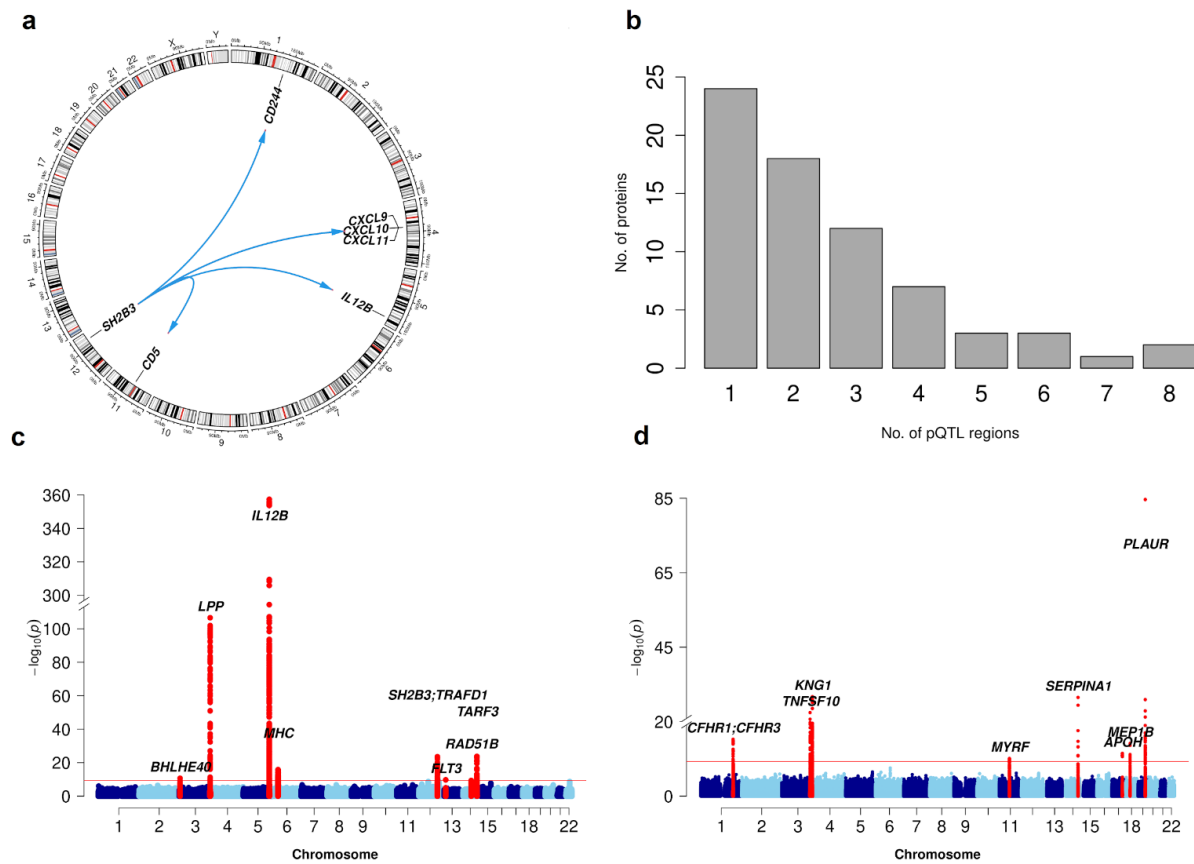 a
X
Y
1
2
3
4
5
6
7
8
9
10
11
12
13
14
15
16
17
18
19
20
21
22
CD244
CXCL9
CXCL10
CXCL11
IL12B
SH2B3
CD5
b
25
20
15
10
5
0
No. of proteins
1 2 3 4 5 6 7 8
No. of pQTL regions
c
360
340
320
300
100
80
60
40
20
0
−log10(p)
IL12B
LPP
SH2B3;TRAFD1
TARF3
MHC
RAD51B
BHLHE40
FLT3
1 2 3 4 5 6 7 8 9 11 13 15 18 22
Chromosome
d
85
65
45
20
0
−log10(p)
PLAUR
KNG1
TNFSF10
SERPINA1
CFHR1;CFHR3
MEP1B
APOH
MYRF
1 2 3 4 5 6 7 8 9 11 13 15 18 22
Chromosome